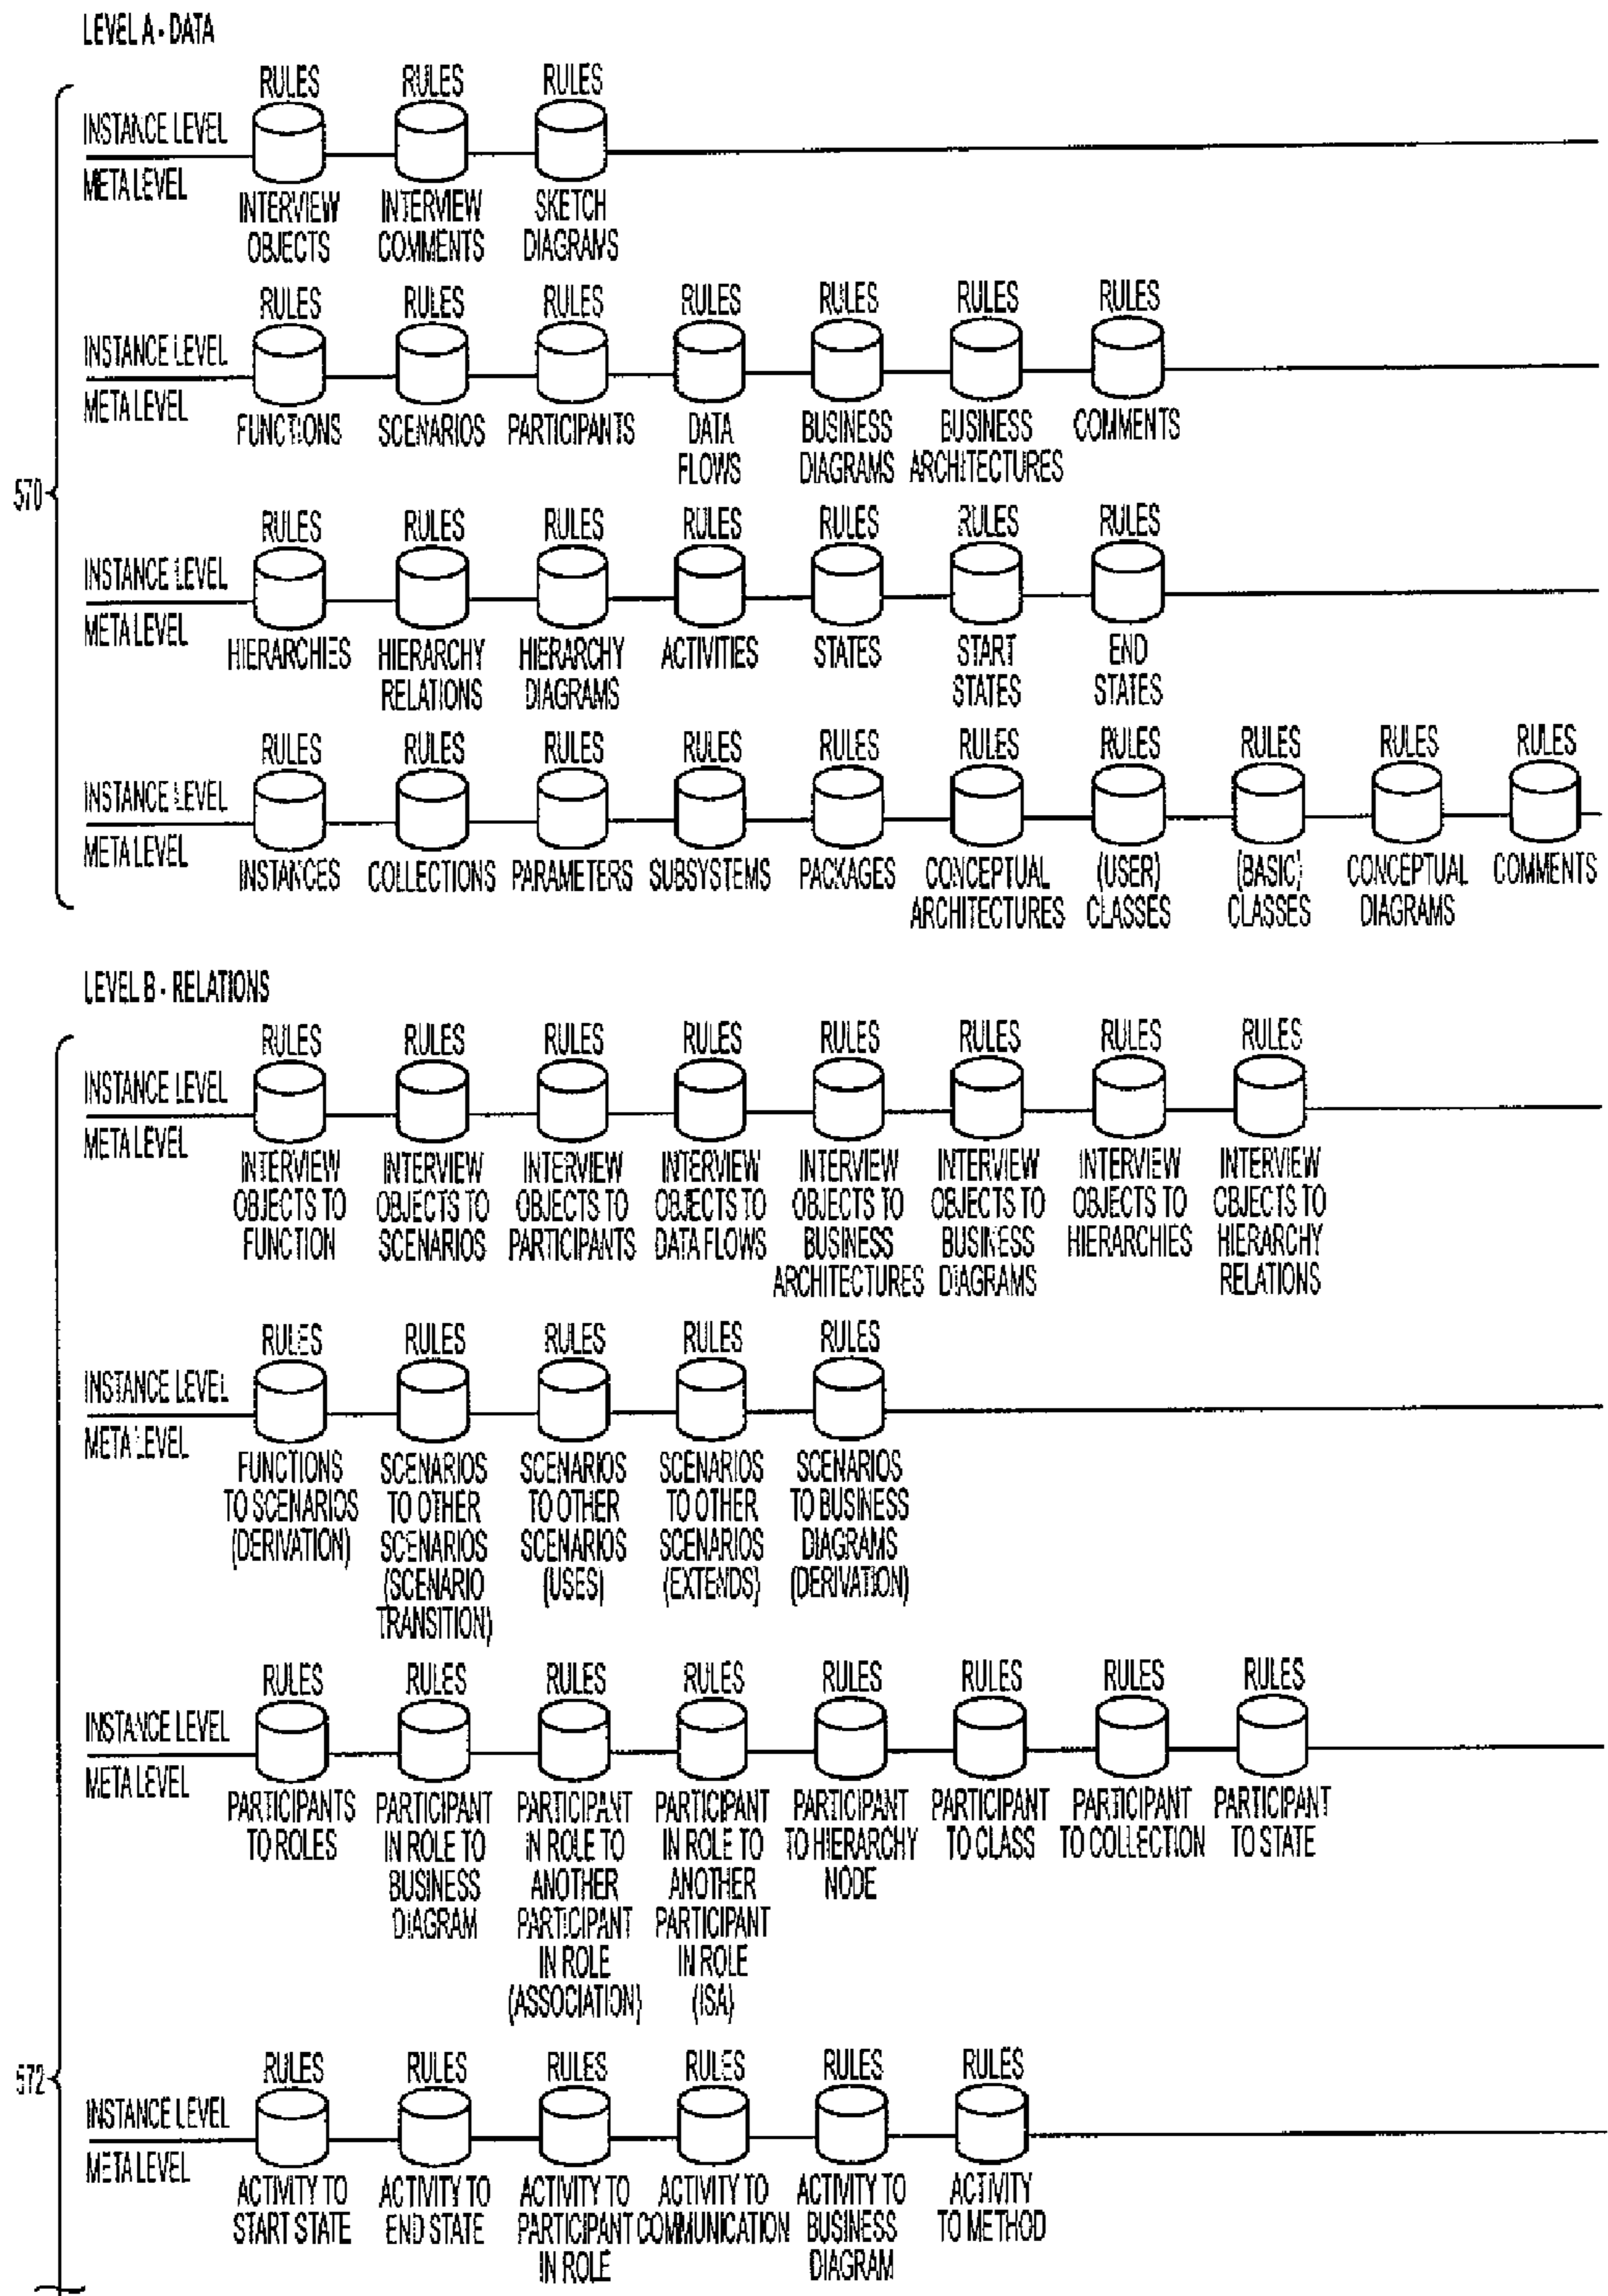 LEVEL A - DATA
RULES RULES RULES
INSTANCE LEVEL
META LEVEL
INTERVIEW INTERVIEW SKETCH
OBJECTS COMMENTS DIAGRAMS
RULES RULES RULES RULES RULES RULES RULES
INSTANCE LEVEL
META LEVEL
FUNCTIONS SCENARIOS PARTICIPANTS DATA BUSINESS BUSINESS COMMENTS
FLOWS DIAGRAMS ARCHITECTURES
570
RULES RULES RULES RULES RULES RULES RULES
INSTANCE LEVEL
META LEVEL
HIERARCHIES HIERARCHY HIERARCHY ACTIVITIES STATES START END
RELATIONS DIAGRAMS STATES STATES
RULES RULES RULES RULES RULES RULES RULES RULES RULES RULES
INSTANCE LEVEL
META LEVEL
INSTANCES COLLECTIONS PARAMETERS SUBSYSTEMS PACKAGES CONCEPTUAL (USER) (BASIC) CONCEPTUAL COMMENTS
ARCHITECTURES CLASSES CLASSES DIAGRAMS
LEVEL B - RELATIONS
RULES RULES RULES RULES RULES RULES RULES RULES
INSTANCE LEVEL
META LEVEL
INTERVIEW INTERVIEW INTERVIEW INTERVIEW INTERVIEW INTERVIEW INTERVIEW INTERVIEW
OBJECTS TO OBJECTS TO OBJECTS TO OBJECTS TO OBJECTS TO OBJECTS TO OBJECTS TO OBJECTS TO
FUNCTION SCENARIOS PARTICIPANTS DATA FLOWS BUSINESS BUSINESS HIERARCHIES HIERARCHY
ARCHITECTURES DIAGRAMS RELATIONS
RULES RULES RULES RULES RULES
INSTANCE LEVEL
META LEVEL
FUNCTIONS SCENARIOS SCENARIOS SCENARIOS SCENARIOS
TO SCENARIOS TO OTHER TO OTHER TO OTHER TO BUSINESS
(DERIVATION) SCENARIOS SCENARIOS SCENARIOS DIAGRAMS
(SCENARIO (USES) (EXTENDS) (DERIVATION)
TRANSITION)
RULES RULES RULES RULES RULES RULES RULES RULES
INSTANCE LEVEL
META LEVEL
PARTICIPANTS PARTICIPANT PARTICIPANT PARTICIPANT PARTICIPANT PARTICIPANT PARTICIPANT PARTICIPANT
TO ROLES IN ROLE TO IN ROLE TO IN ROLE TO TO HIERARCHY TO CLASS TO COLLECTION TO STATE
BUSINESS ANOTHER ANOTHER NODE
DIAGRAM PARTICIPANT PARTICIPANT
IN ROLE IN ROLE
(ASSOCIATION) (ISA)
572
RULES RULES RULES RULES RULES RULES
INSTANCE LEVEL
META LEVEL
ACTIVITY TO ACTIVITY TO ACTIVITY TO ACTIVITY TO ACTIVITY TO ACTIVITY
START STATE END STATE PARTICIPANT COMMUNICATION BUSINESS TO METHOD
IN ROLE DIAGRAM